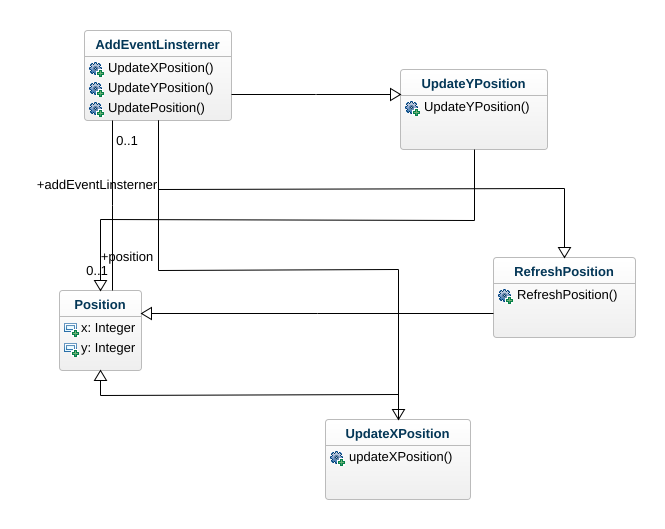 AddEventLinsterner
UpdateXPosition()
UpdateYPosition()
UpdatePosition()
UpdateYPosition
UpdateYPosition()
0..1
+addEventLinsterner
+position
0..1
RefreshPosition
RefreshPosition()
Position
x: Integer
y: Integer
UpdateXPosition
updateXPosition()